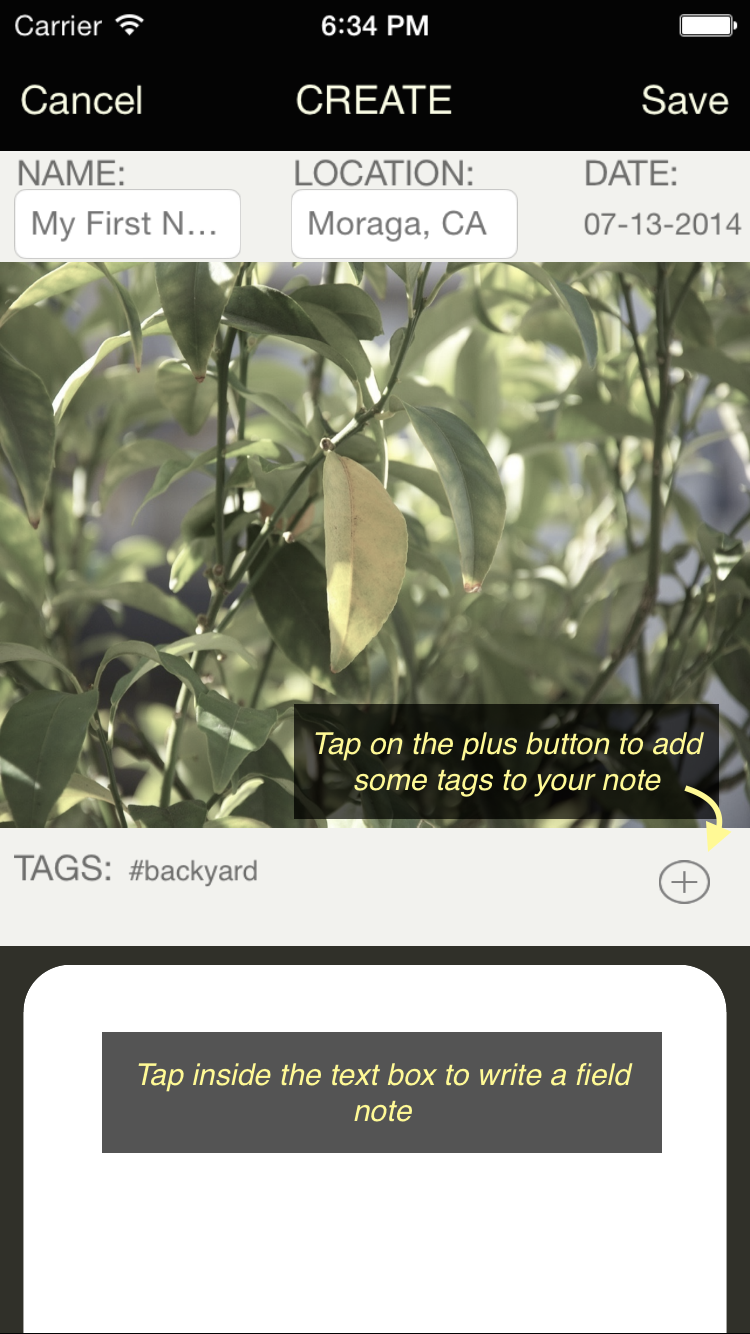 Carrier 6:34 PM
Cancel CREATE Save
NAME: LOCATION: DATE:
My First N... Moraga, CA 07-13-2014
Tap on the plus button to add
some tags to your note
TAGS: #backyard
Tap inside the text box to write a field
note